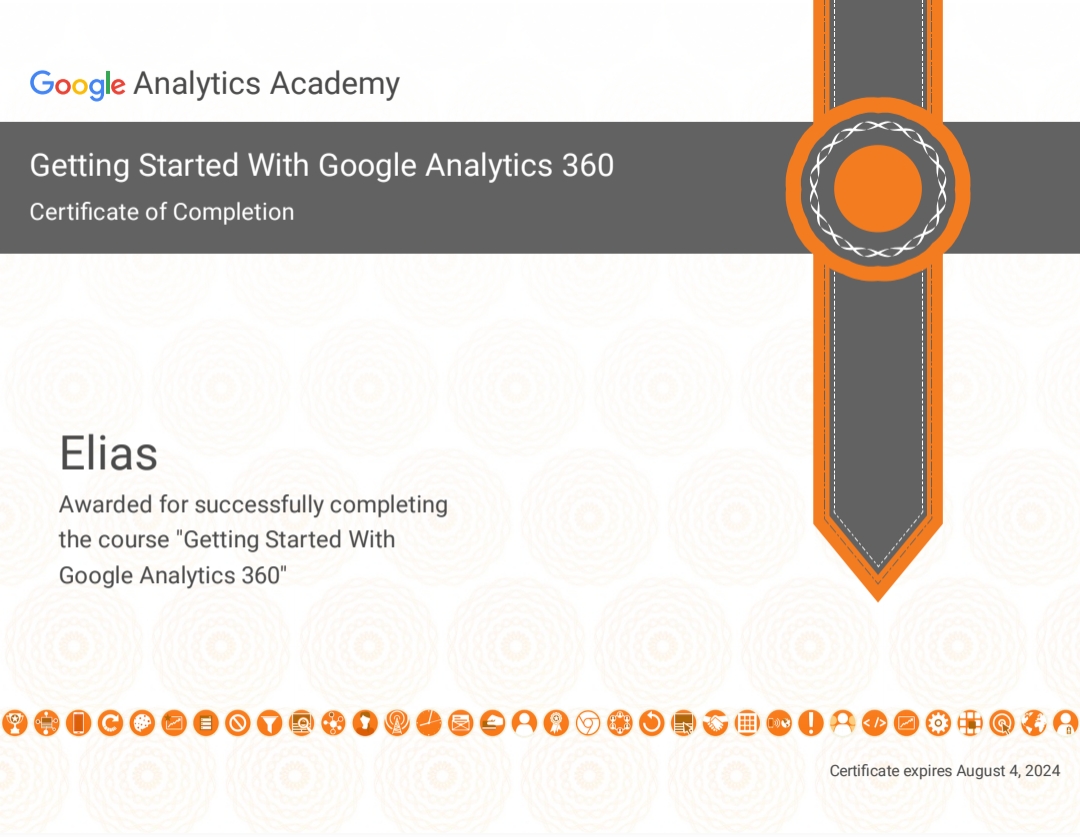 Google Analytics Academy
Getting Started With Google Analytics 360
Certificate of Completion
Elias
Awarded for successfully completing
the course "Getting Started With
Google Analytics 360"
Certificate expires August 4, 2024